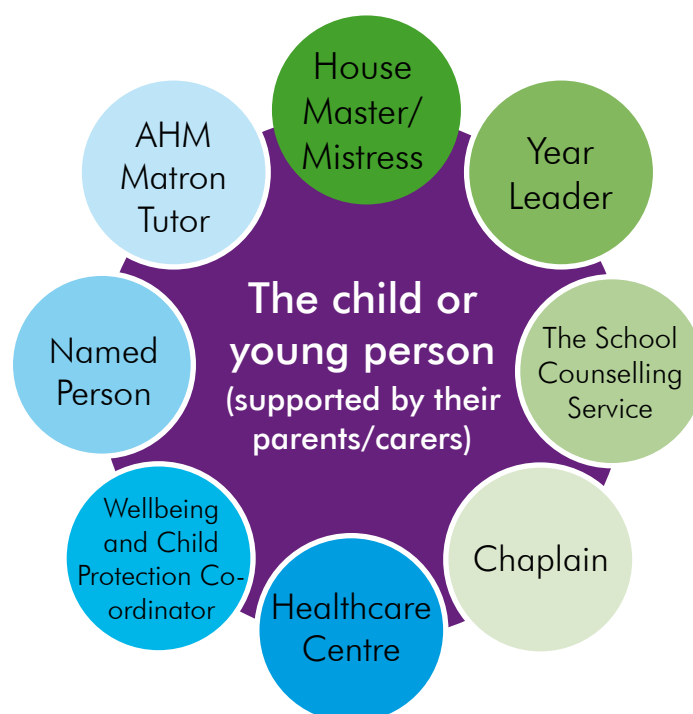 House
Master/
Mistress
Year
Leader
The School
Counselling
Service
Chaplain
Healthcare
Centre
Wellbeing
and Child
Protection Co-
ordinator
Named
Person
AHM
Matron
Tutor
The child or
young person
(supported by their
parents/carers)